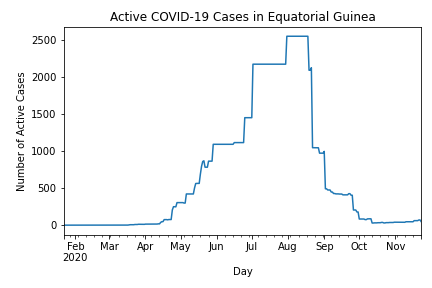 Active COVID-19 Cases in Equatorial Guinea
Number of Active Cases
2500
2000
1500
1000
500
0
Feb Mar Apr May Jun Jul Aug Sep Oct Nov
2020
Day